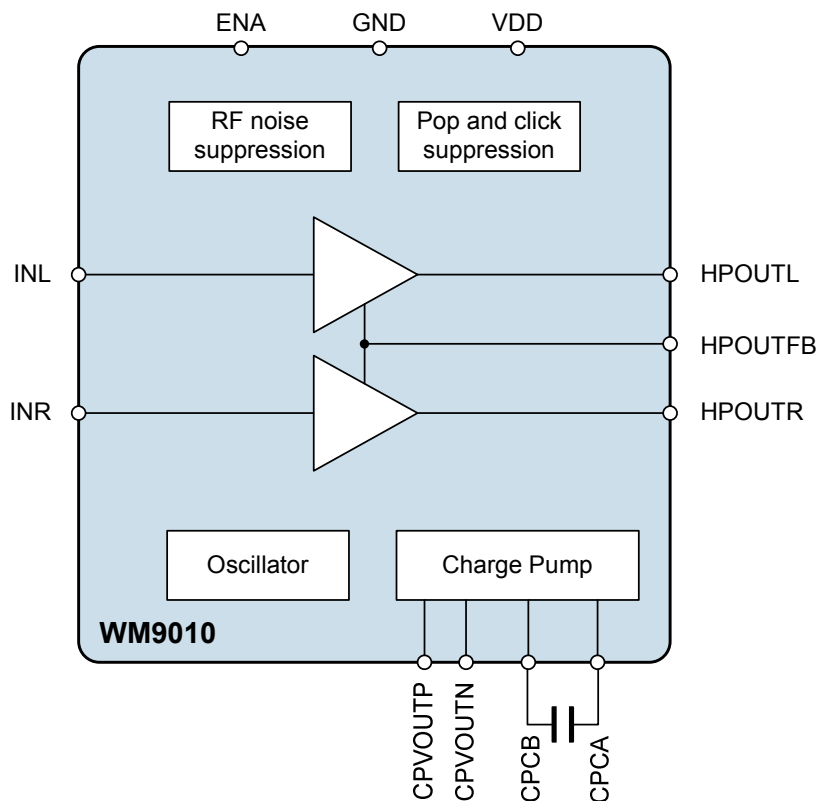 ENA
GND
VDD
RF noise
suppression
Pop and click
suppression
INL
HPOUTL
HPOUTFB
INR
HPOUTR
Oscillator
Charge Pump
WM9010
CPVOUTP
CPVOUTN
CPCB
CPCA